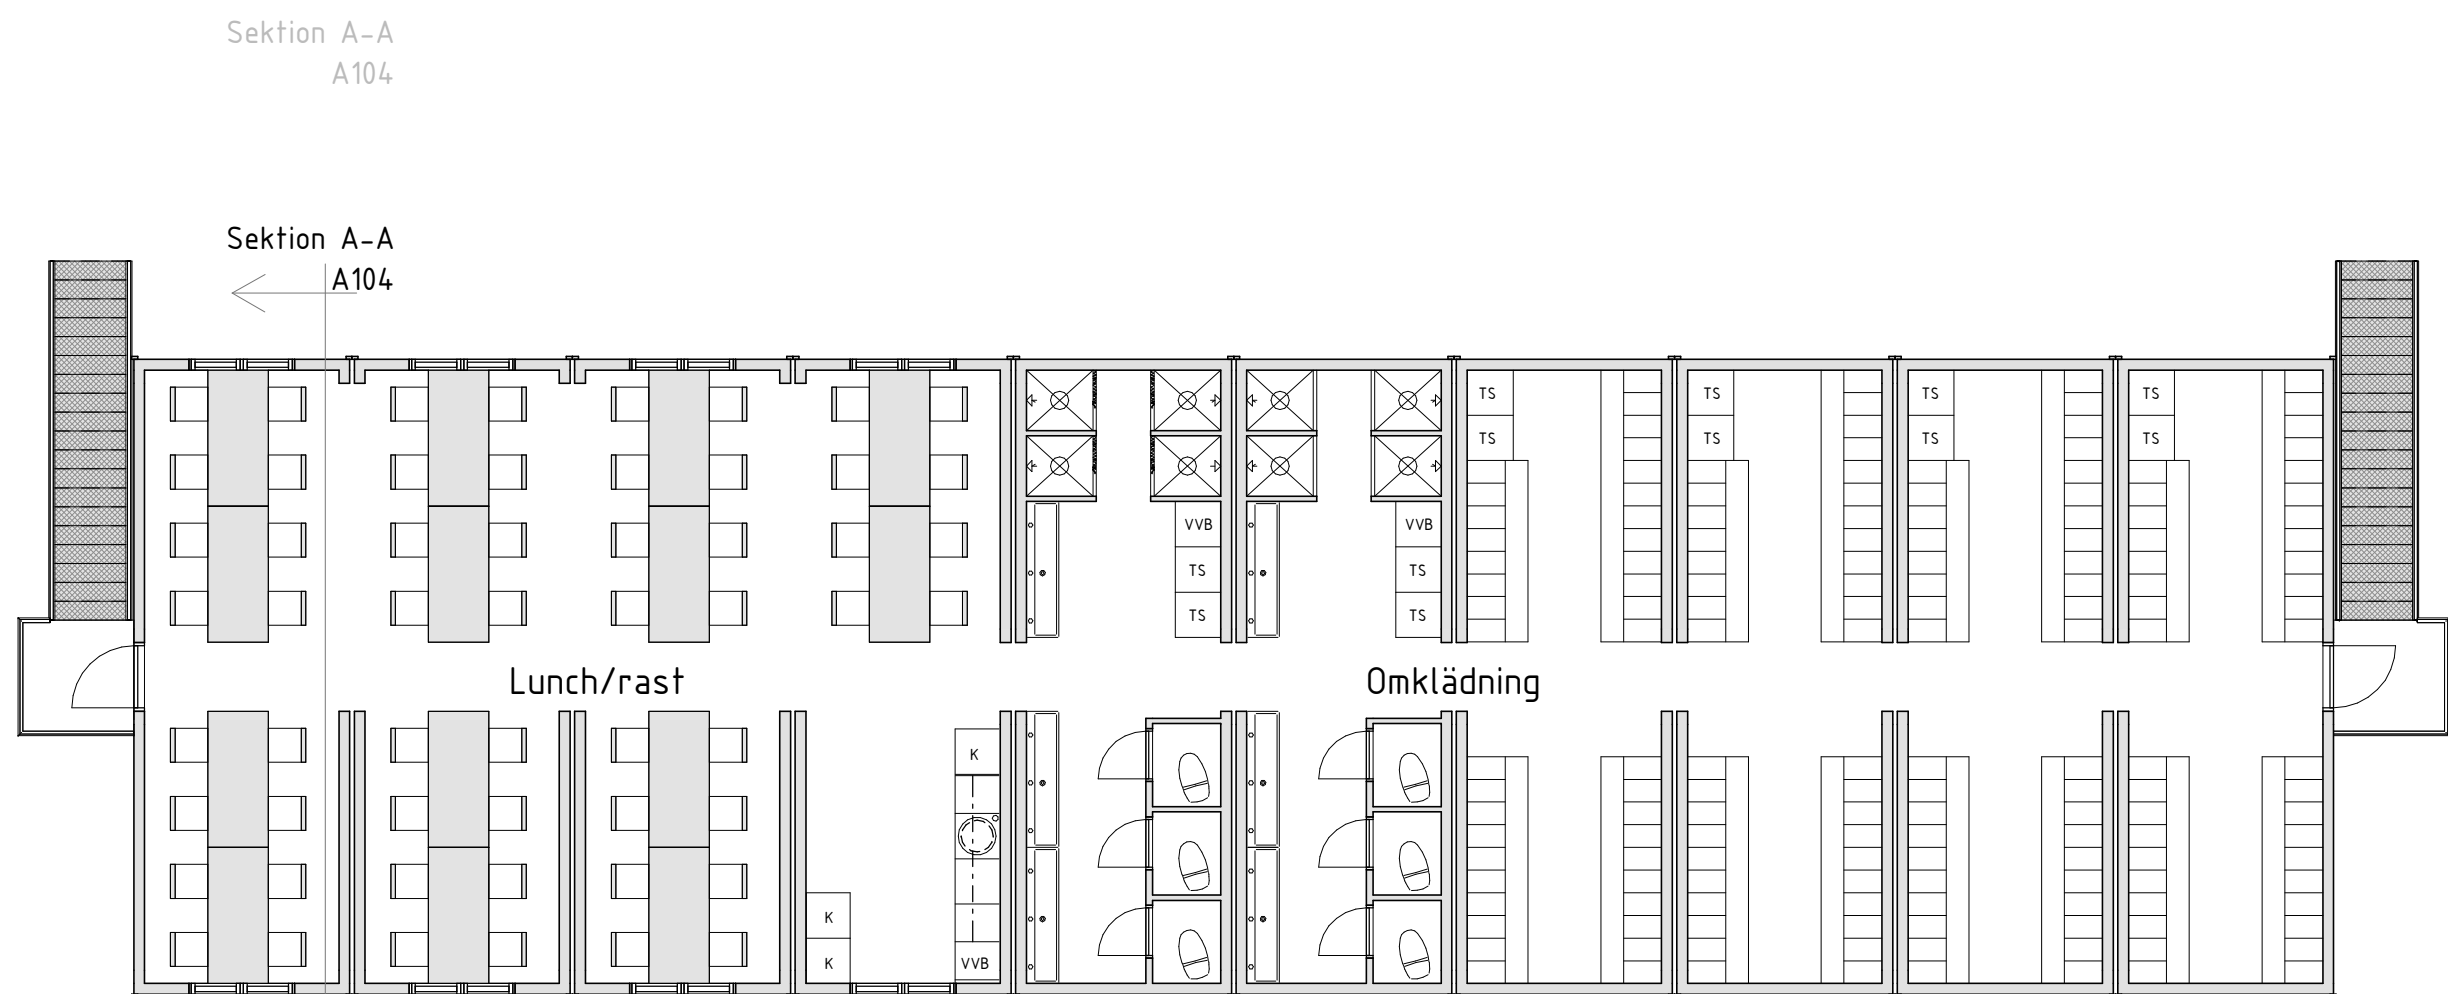 Sektion A-A
A104
Sektion A-A
A104
TS TS TS TS
TS TS TS TS
VVB VVB
TS TS
TS TS
Lunch/rast Omklädning
K
K
K VVB